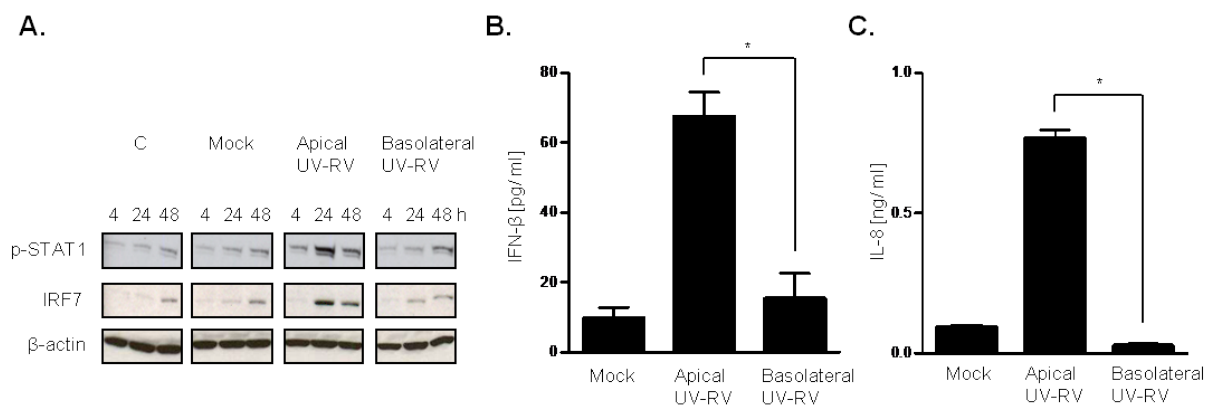 A.
C Mock Apical UV-RV Basolateral UV-RV
4 24 48 4 24 48 4 24 48 4 24 48 h
p-STAT1
IRF7
β-actin
B.
*
80
60
40
20
0
IFN-β [pg/ml]
Mock Apical UV-RV Basolateral UV-RV
C.
*
1.0
0.5
0.0
IL-8 [ng/ml]
Mock Apical UV-RV Basolateral UV-RV